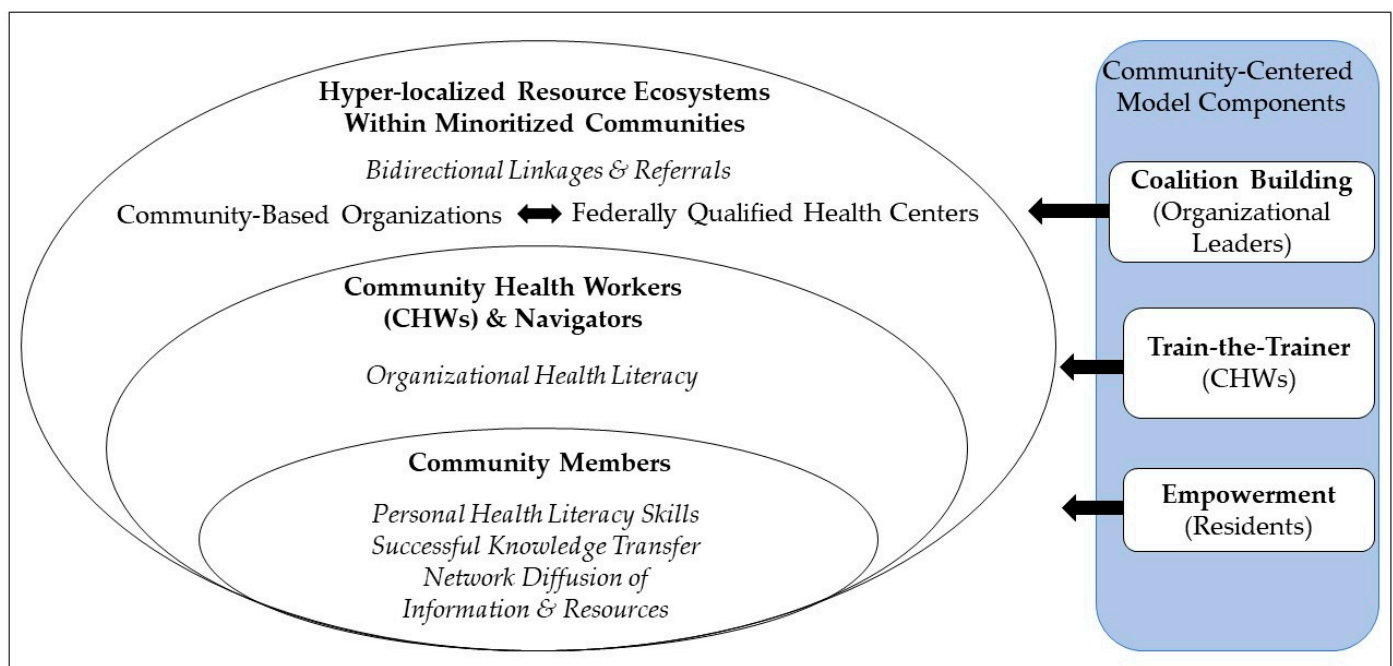 Hyper-localized Resource Ecosystems
Within Minoritized Communities
Bidirectional Linkages & Referrals
Community-Based Organizations
Federally Qualified Health Centers
Community Health Workers
(CHWs) & Navigators
Organizational Health Literacy
Community Members
Personal Health Literacy Skills
Successful Knowledge Transfer
Network Diffusion of
Information & Resources
Community-Centered
Model Components
Coalition Building
(Organizational
Leaders)
Train-the-Trainer
(CHWs)
Empowerment
(Residents)